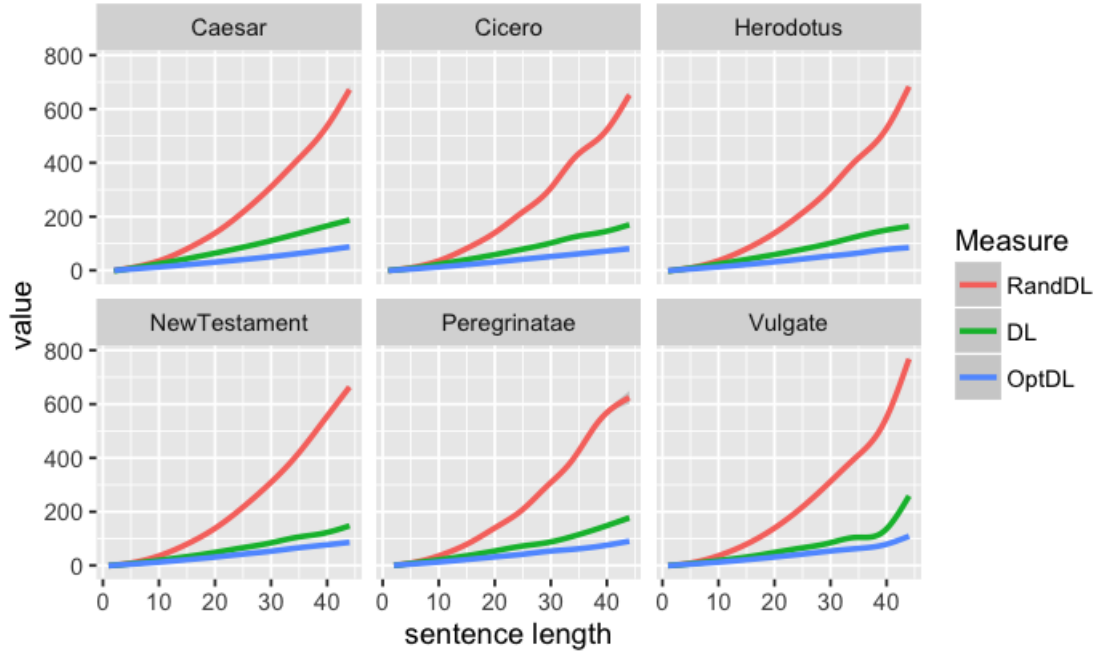 Caesar Cicero Herodotus
800
600
400
200
0
NewTestament Peregrinatae Vulgate
800
600
400
200
0
0 10 20 30 40 0 10 20 30 40 0 10 20 30 40
sentence length
value
Measure
RandDL
DL
OptDL